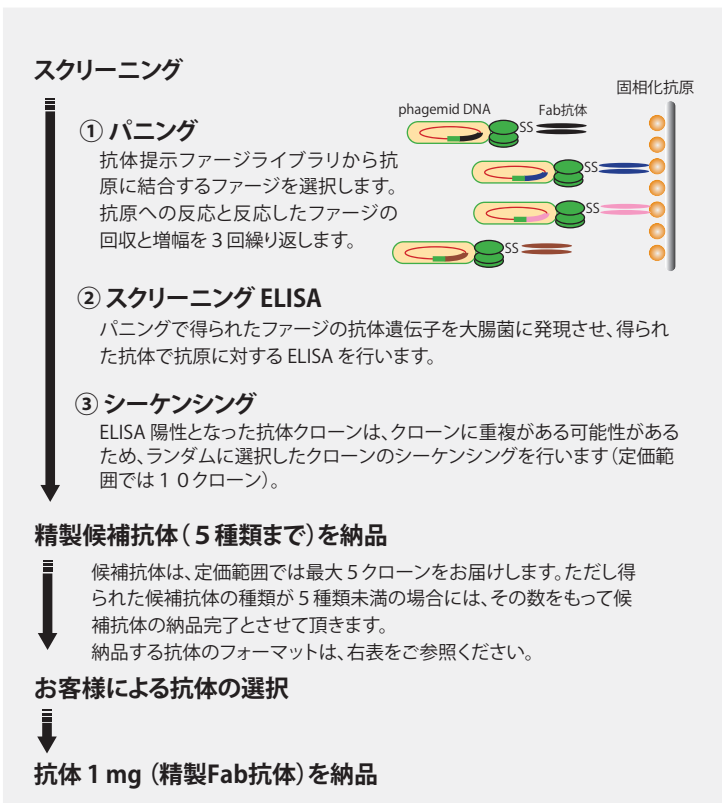 スクリーニング
固相化抗原
phagemid DNA
Fab抗体
SS
SS
SS
SS
① パニング
抗体提示ファージライブラリから抗
原に結合するファージを選択します。
抗原への反応と反応したファージの
回収と増幅を３回繰り返します。
② スクリーニング ELISA
パニングで得られたファージの抗体遺伝子を大腸菌に発現させ、得られ
た抗体で抗原に対する ELISA を行います。
③ シーケンシング
ELISA 陽性となった抗体クローンは、クローンに重複がある可能性がある
ため、ランダムに選択したクローンのシーケンシングを行います（定価範
囲では１０クローン）。
精製候補抗体（５種類まで）を納品
候補抗体は、定価範囲では最大５クローンをお届けします。ただし得
られた候補抗体の種類が５種類未満の場合には、その数をもって候
補抗体の納品完了とさせて頂きます。
納品する抗体のフォーマットは、右表をご参照ください。
お客様による抗体の選択
抗体 1 mg （精製Fab抗体）を納品